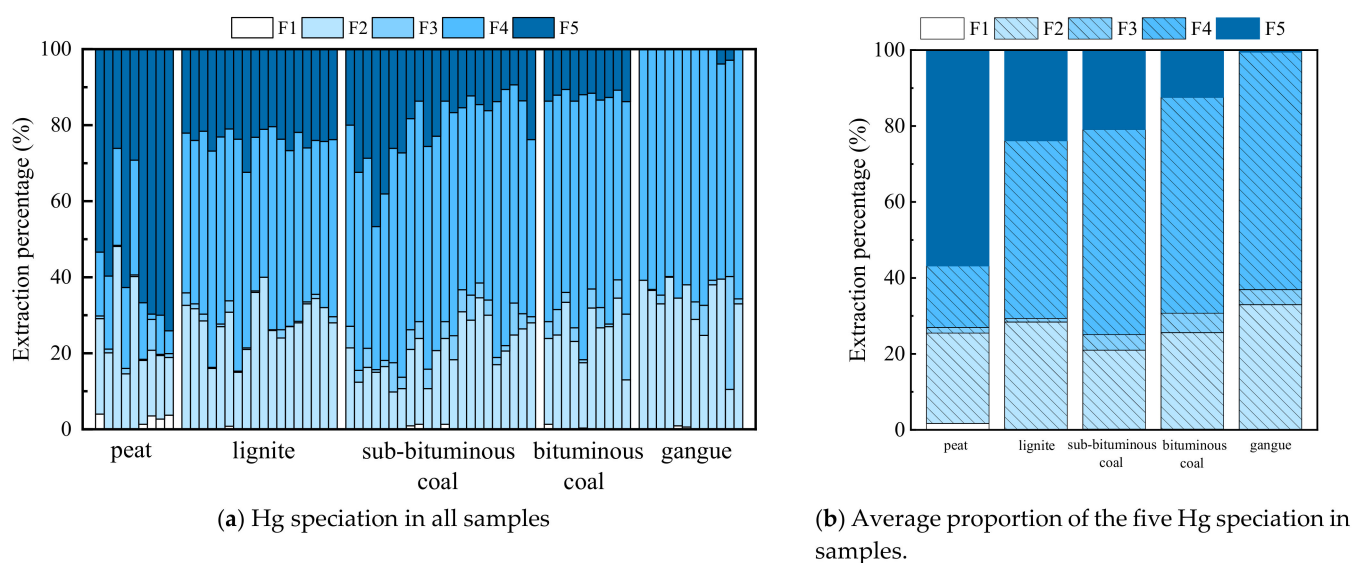 F1 F2 F3 F4 F5
Extraction percentage (%)
100
80
60
40
20
0
peat lignite sub-bituminous coal bituminous coal gangue
(a) Hg speciation in all samples
F1 F2 F3 F4 F5
Extraction percentage (%)
100
80
60
40
20
0
peat lignite sub-bituminous coal bituminous coal gangue
(b) Average proportion of the five Hg speciation in
samples.